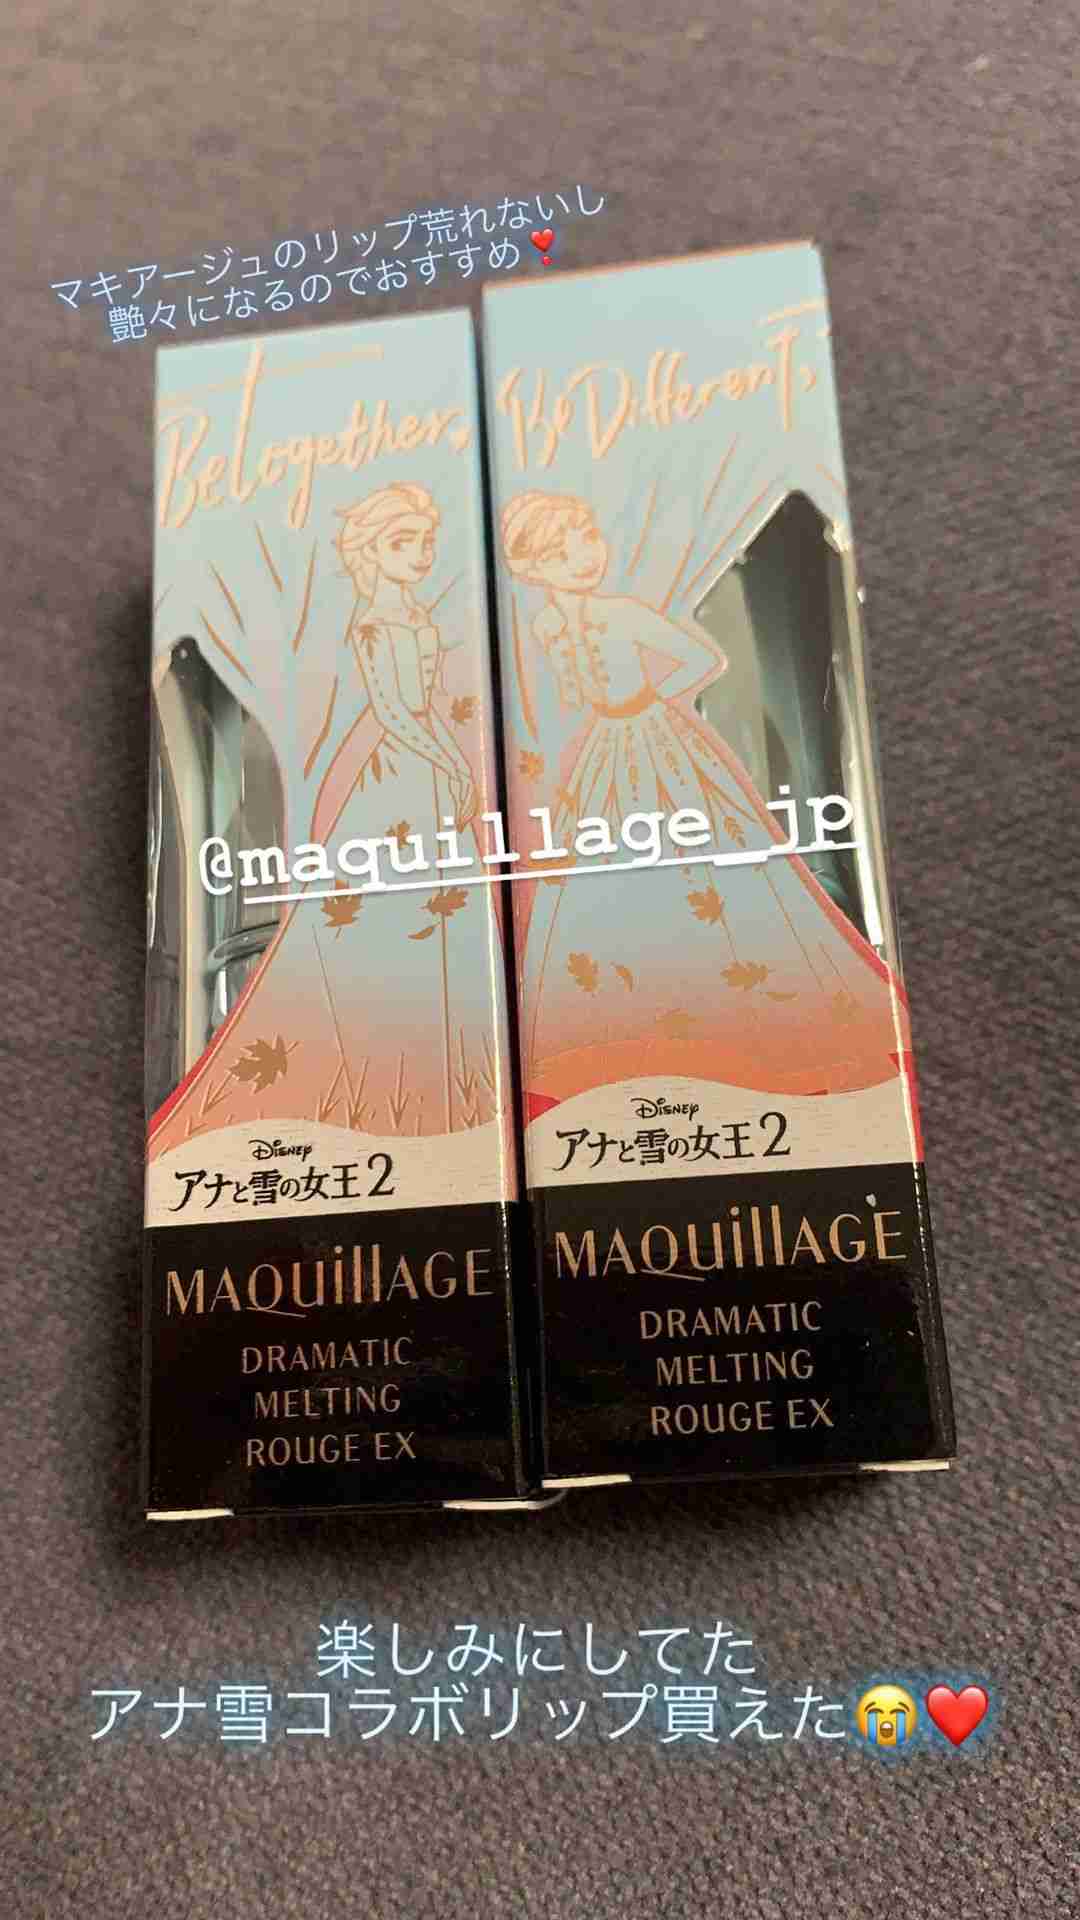 マキアージュのリップ荒れないし
艶々になるのでおすすめ❣️
Be together,
Be Different,
@maquillage_jp
Disney
アナと雪の女王2
MAQuillAGE
DRAMATIC
MELTING
ROUGE EX
Disney
アナと雪の女王2
MAQuillAGE
DRAMATIC
MELTING
ROUGE EX
楽しみにしてた
アナ雪コラボリップ買えた😭❤️